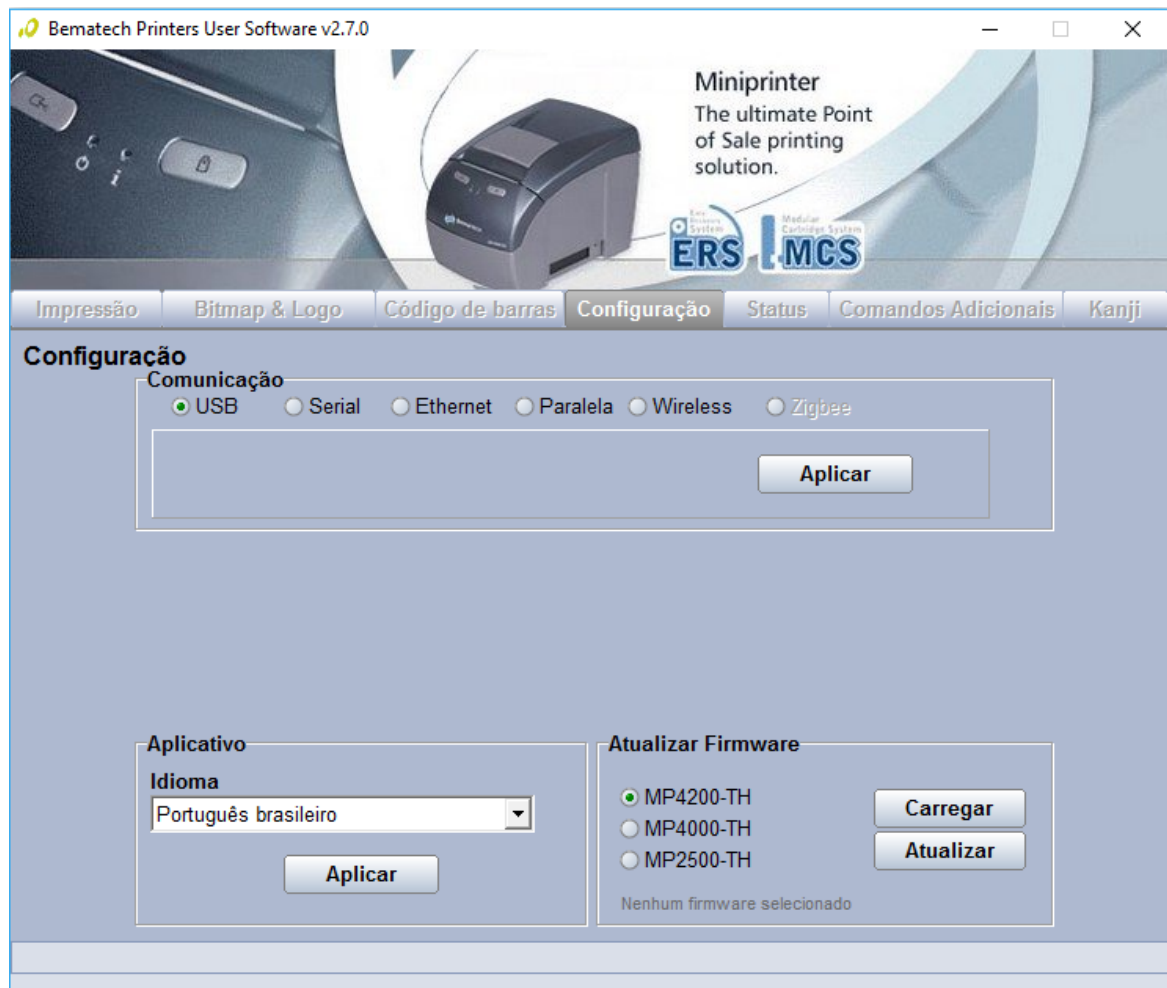 Bematech Printers User Software v2.7.0
Miniprinter
The ultimate Point
of Sale printing
solution.
ERS MCS
Impressão Bitmap & Logo Código de barras Configuração Status Comandos Adicionais Kanji
Configuração
Comunicação
USB Serial Ethernet Paralela Wireless Zigbee
Aplicar
Aplicativo
Idioma
Português brasileiro
Aplicar
Atualizar Firmware
MP4200-TH
MP4000-TH
MP2500-TH
Carregar
Atualizar
Nenhum firmware selecionado